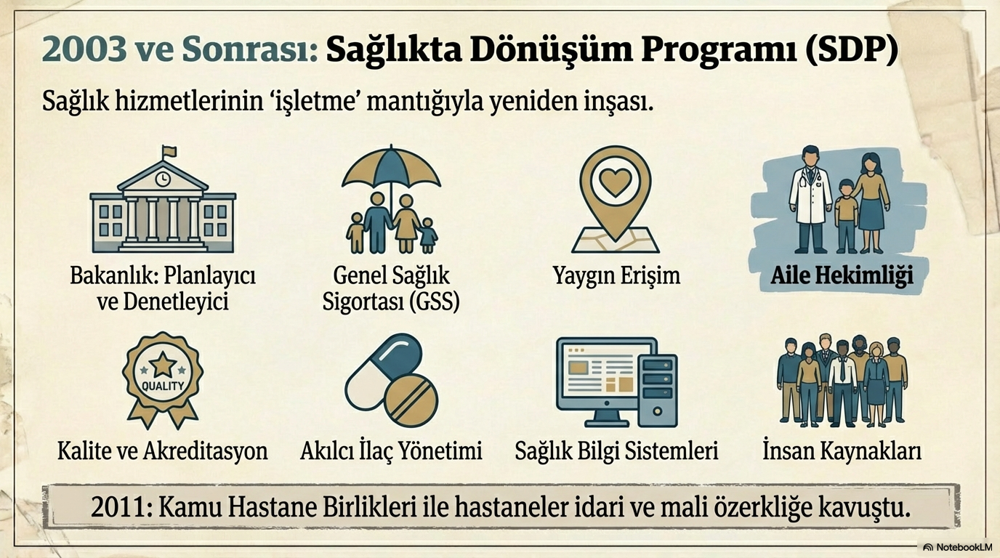 2003 ve Sonrası: Sağlıkta Dönüşüm Programı (SDP)
Sağlık hizmetlerinin ‘işletme’ mantığıyla yeniden inşası.
Bakanlık: Planlayıcı
ve Denetleyici
Genel Sağlık
Sigortası (GSS)
Yaygın Erişim
Aile Hekimliği
QUALITY
Kalite ve Akreditasyon
Akılcı İlaç Yönetimi
Sağlık Bilgi Sistemleri
İnsan Kaynakları
2011: Kamu Hastane Birlikleri ile hastaneler idari ve mali özerkliğe kavuştu.
NotebookLM